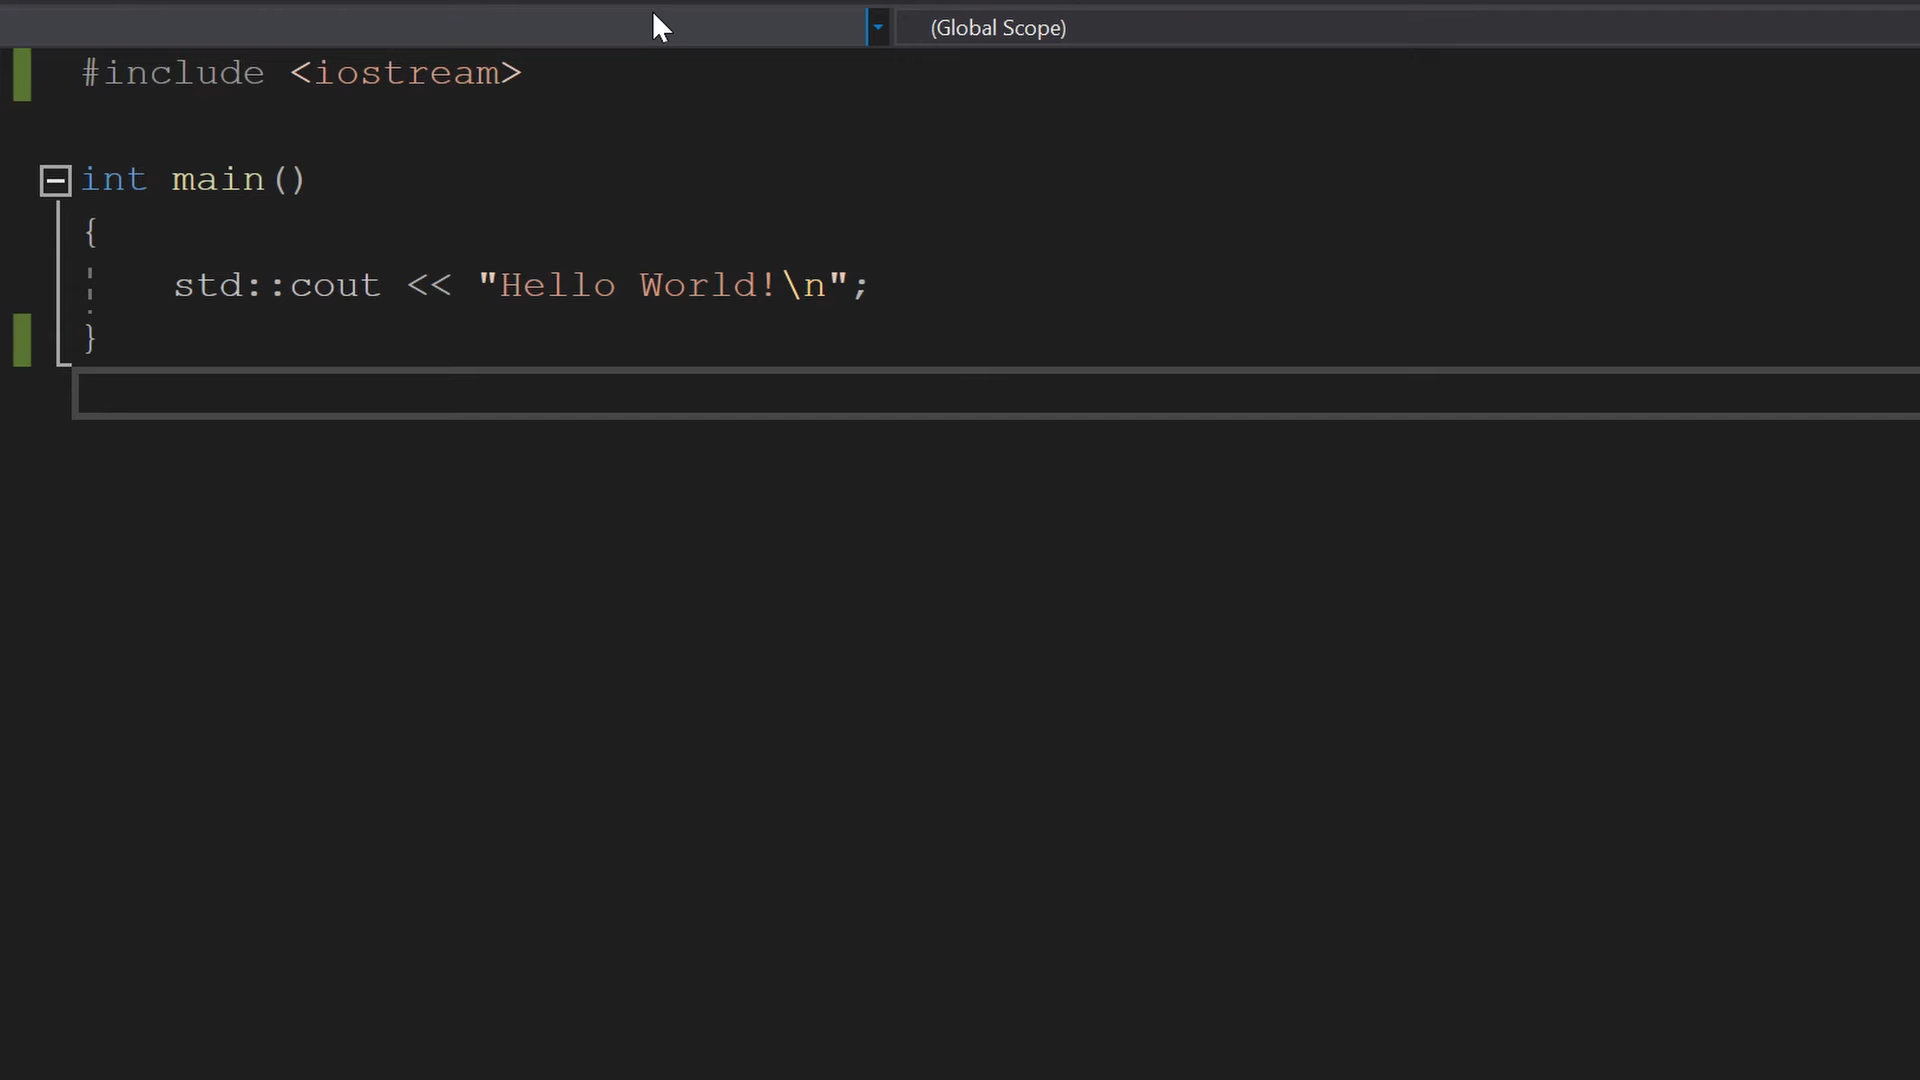 (Global Scope)
#include <iostream>
int main()
{
std::cout << "Hello World!\n";
}